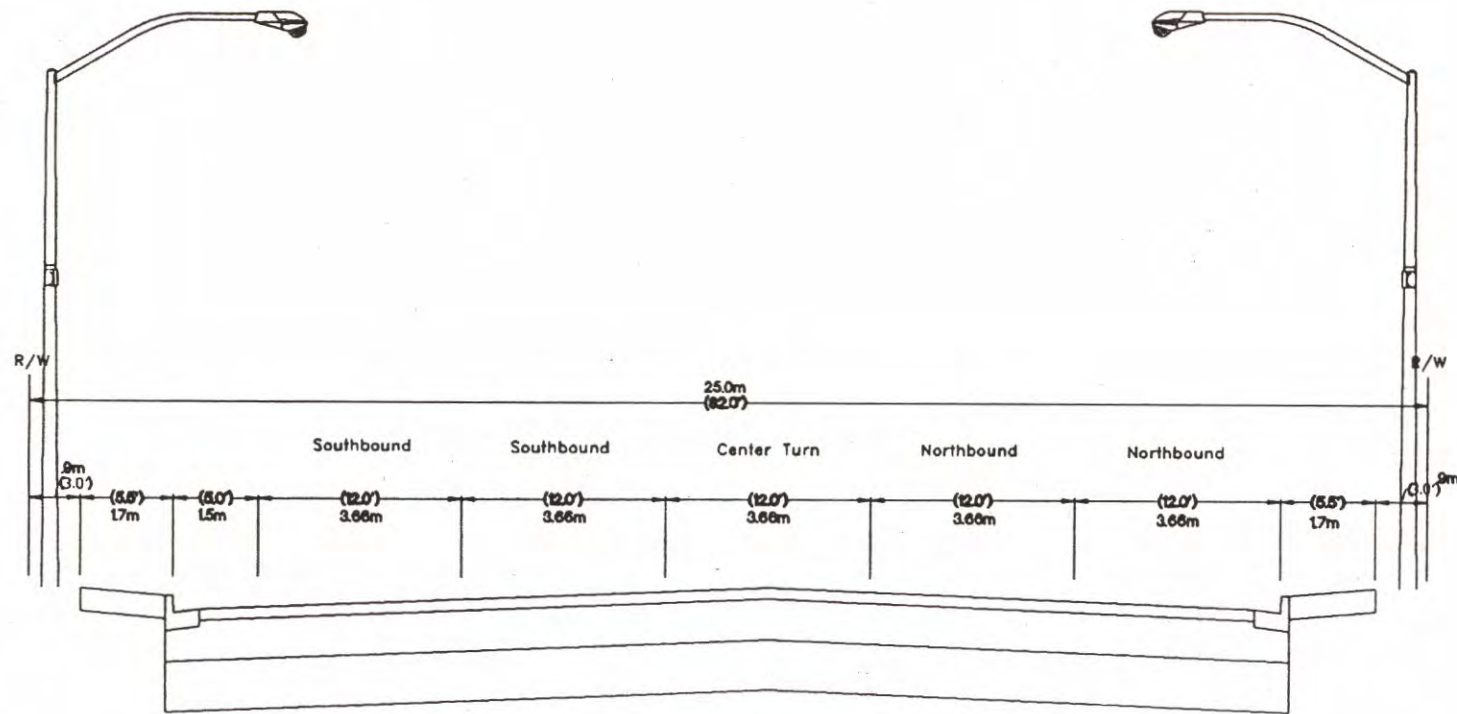 R/W
R/W
25.0m
(82.0')
Southbound
Southbound
Center Turn
Northbound
Northbound
.9m
(3.0')
(5.5')
1.7m
(5.0')
1.5m
(12.0')
3.66m
(12.0')
3.66m
(12.0')
3.66m
(12.0')
3.66m
(12.0')
3.66m
(5.5')
1.7m
(3.0')
.9m